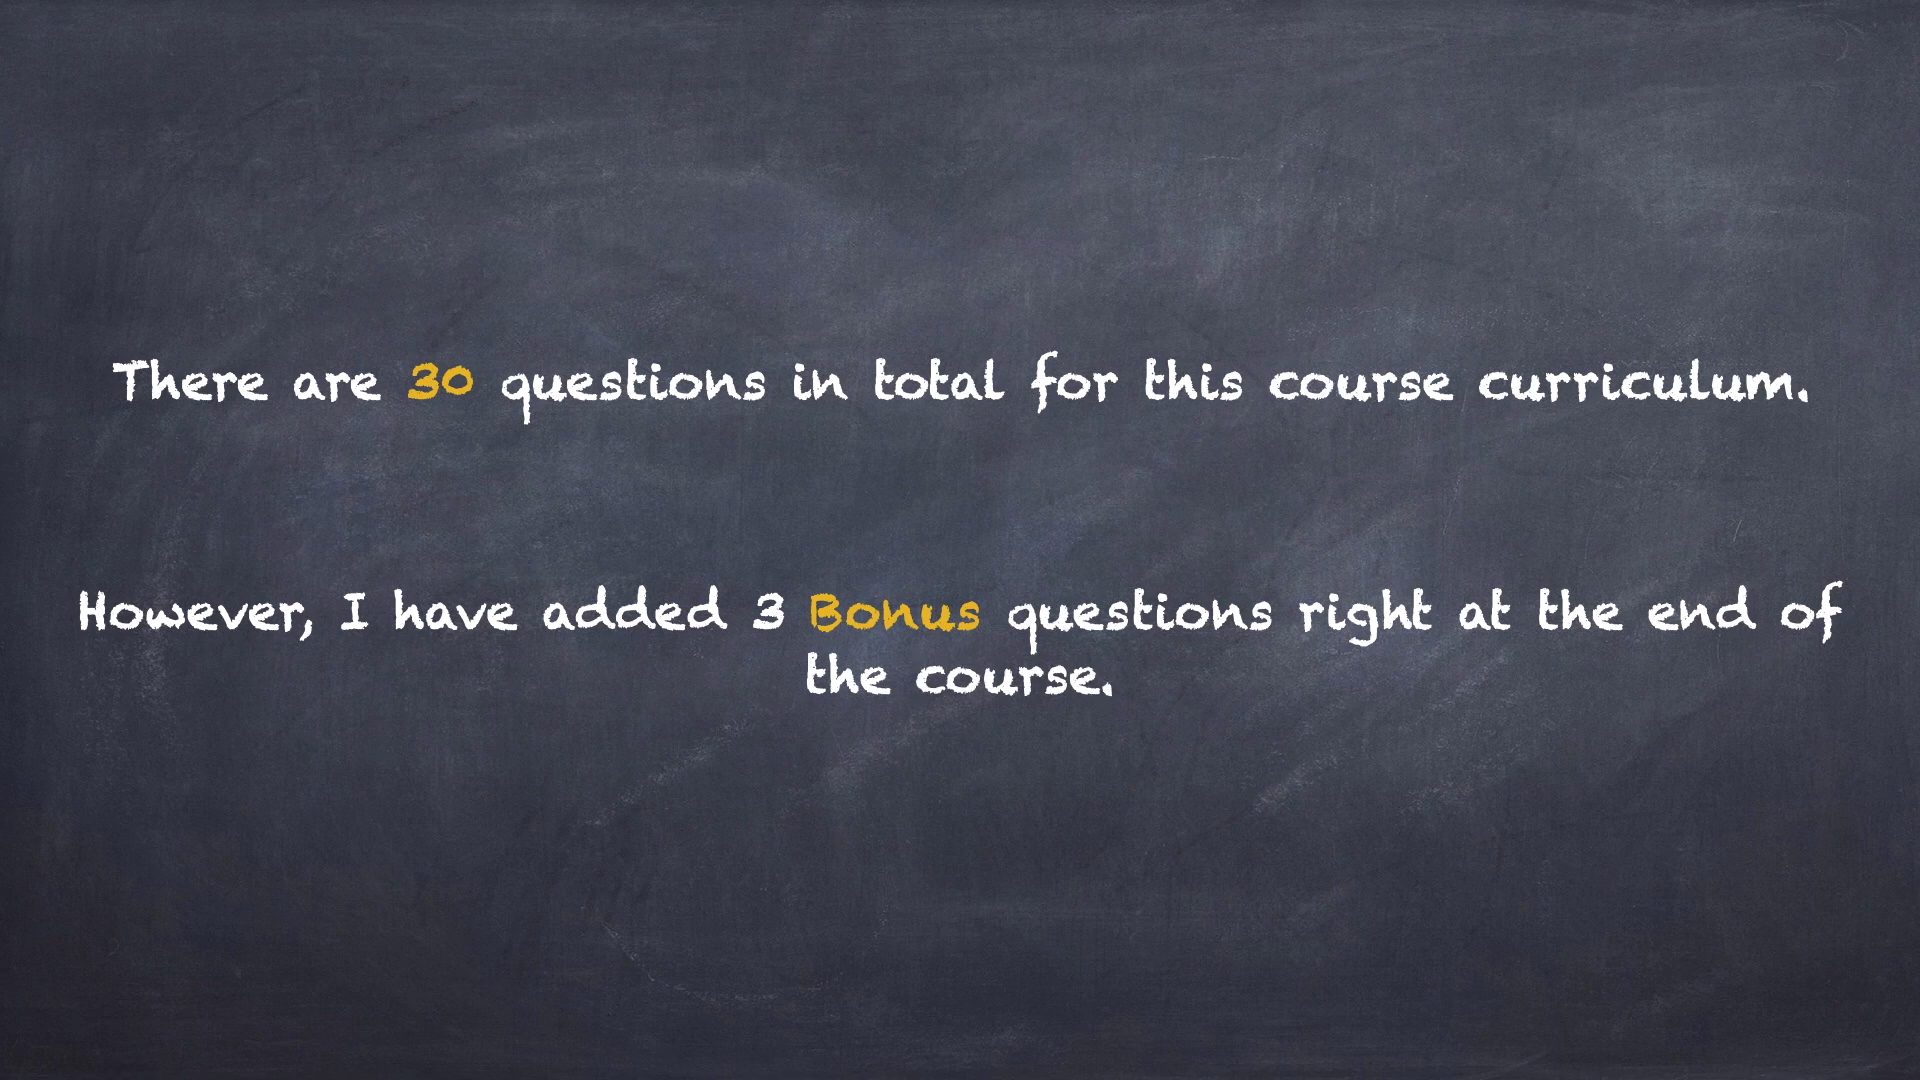 There are 30 questions in total for this course curriculum.
However, I have added 3 Bonus questions right at the end of
the course.